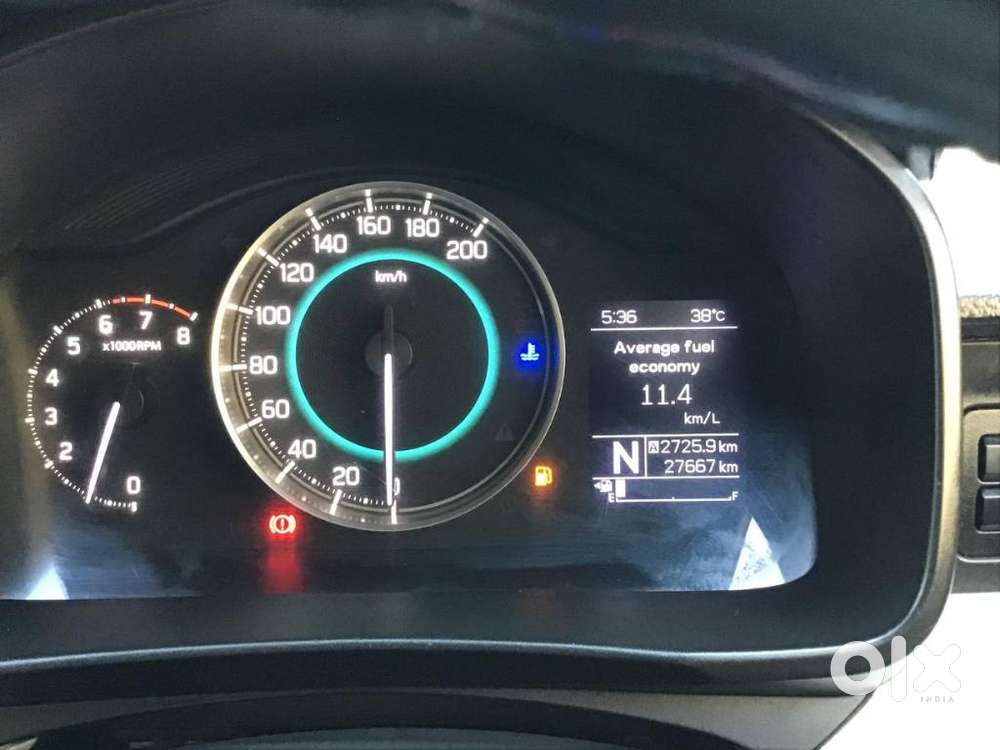 0
2
3
4
5
6
7
8
x1000RPM
0
20
40
60
80
100
120
140
160
180
200
km/h
5:36 38°C
Average fuel
economy
11.4
km/L
N
A 2725.9 km
27667 km
E F
olx
INDIA